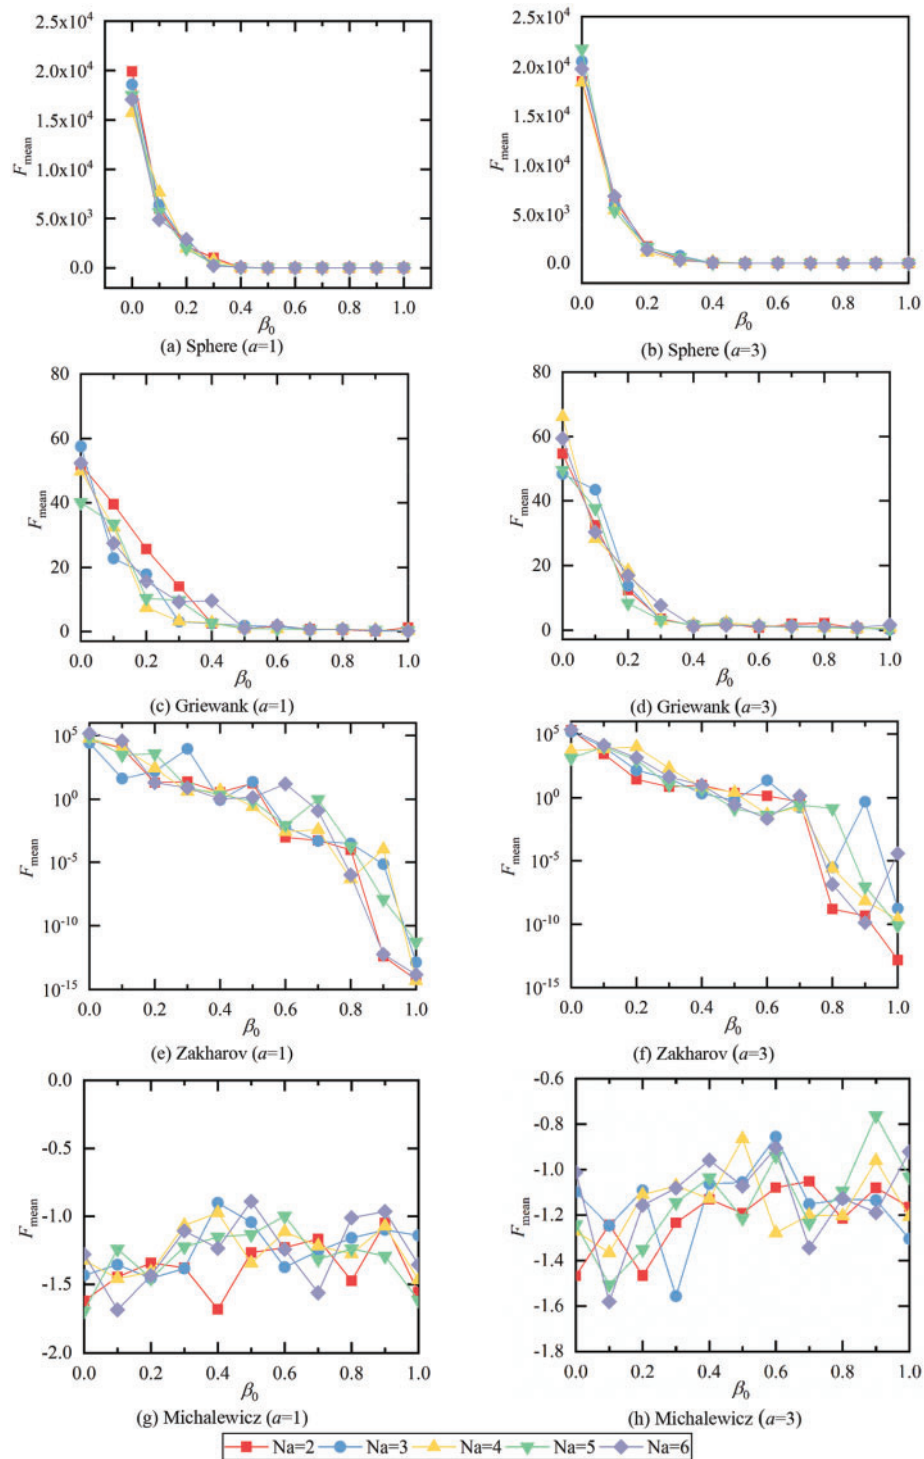 2.5x10⁴ 2.5x10⁴
2.0x10⁴ 2.0x10⁴
1.5x10⁴ 1.5x10⁴
F_mean F_mean
1.0x10⁴ 1.0x10⁴
5.0x10³ 5.0x10³
0.0 0.0
0.0 0.2 0.4 0.6 0.8 1.0 0.0 0.2 0.4 0.6 0.8 1.0
β₀ β₀
(a) Sphere (a=1) (b) Sphere (a=3)
80 80
60 60
F_mean F_mean
40 40
20 20
0 0
0.0 0.2 0.4 0.6 0.8 1.0 0.0 0.2 0.4 0.6 0.8 1.0
β₀ β₀
(c) Griewank (a=1) (d) Griewank (a=3)
10⁵ 10⁵
10⁰ 10⁰
F_mean F_mean
10⁻⁵ 10⁻⁵
10⁻¹⁰ 10⁻¹⁰
10⁻¹⁵ 10⁻¹⁵
0.0 0.2 0.4 0.6 0.8 1.0 0.0 0.2 0.4 0.6 0.8 1.0
β₀ β₀
(e) Zakharov (a=1) (f) Zakharov (a=3)
0.0 -0.6
-0.5 -0.8
-1.0 -1.0
F_mean F_mean
-1.2
-1.5 -1.4
-1.6
-2.0 -1.8
0.0 0.2 0.4 0.6 0.8 1.0 0.0 0.2 0.4 0.6 0.8 1.0
β₀ β₀
(g) Michalewicz (a=1) (h) Michalewicz (a=3)
Na=2 Na=3 Na=4 Na=5 Na=6